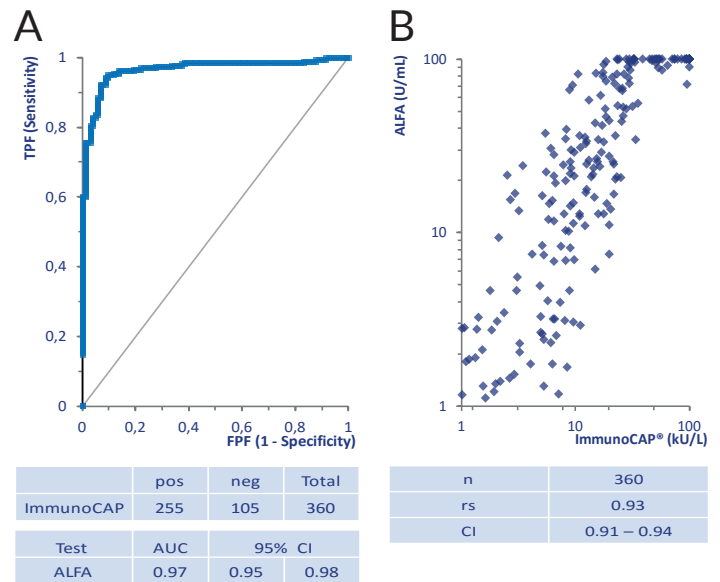 A
TPF (Sensitivity)
1
0,8
0,6
0,4
0,2
0
0 0,2 0,4 0,6 0,8 1
FPF (1 - Specificity)
pos neg Total
ImmunoCAP 255 105 360
Test AUC 95% CI
ALFA 0.97 0.95 0.98
B
ALFA (U/mL)
100
10
1
1 10 100
ImmunoCAP® (kU/L)
n 360
rs 0.93
CI 0.91 – 0.94